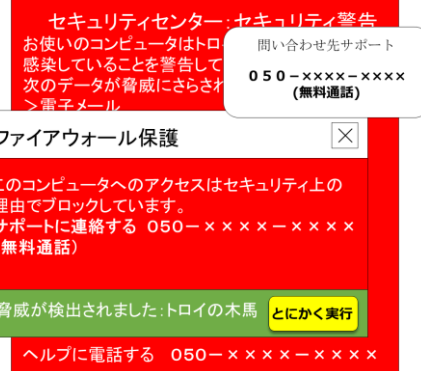 セキュリティセンター:セキュリティ警告
お使いのコンピュータはトロ
感染していることを警告して
次のデータが脅威にさらされ
>電子メール
問い合わせ先サポート
050-××××-××××
(無料通話)
ファイアウォール保護
このコンピュータへのアクセスはセキュリティ上の
理由でブロックしています。
サポートに連絡する 050-××××-××××
無料通話)
脅威が検出されました:トロイの木馬
とにかく実行
ヘルプに電話する 050-××××-××××